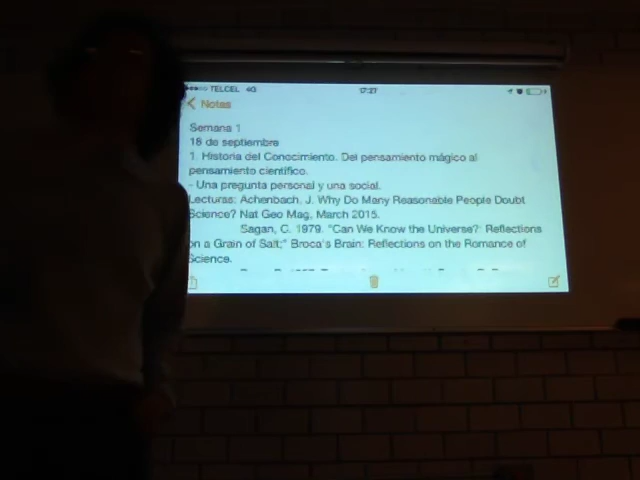 TELCEL 4G 17:27
Notas
Semana 1
18 de septiembre
1. Historia del Conocimiento. Del pensamiento mágico al
pensamiento científico.
- Una pregunta personal y una social.
Lecturas: Achenbach, J. Why Do Many Reasonable People Doubt
Science? Nat Geo Mag, March 2015.
Sagan, C. 1979. "Can We Know the Universe?: Reflections
on a Grain of Salt;" Broca's Brain: Reflections on the Romance of
Science.